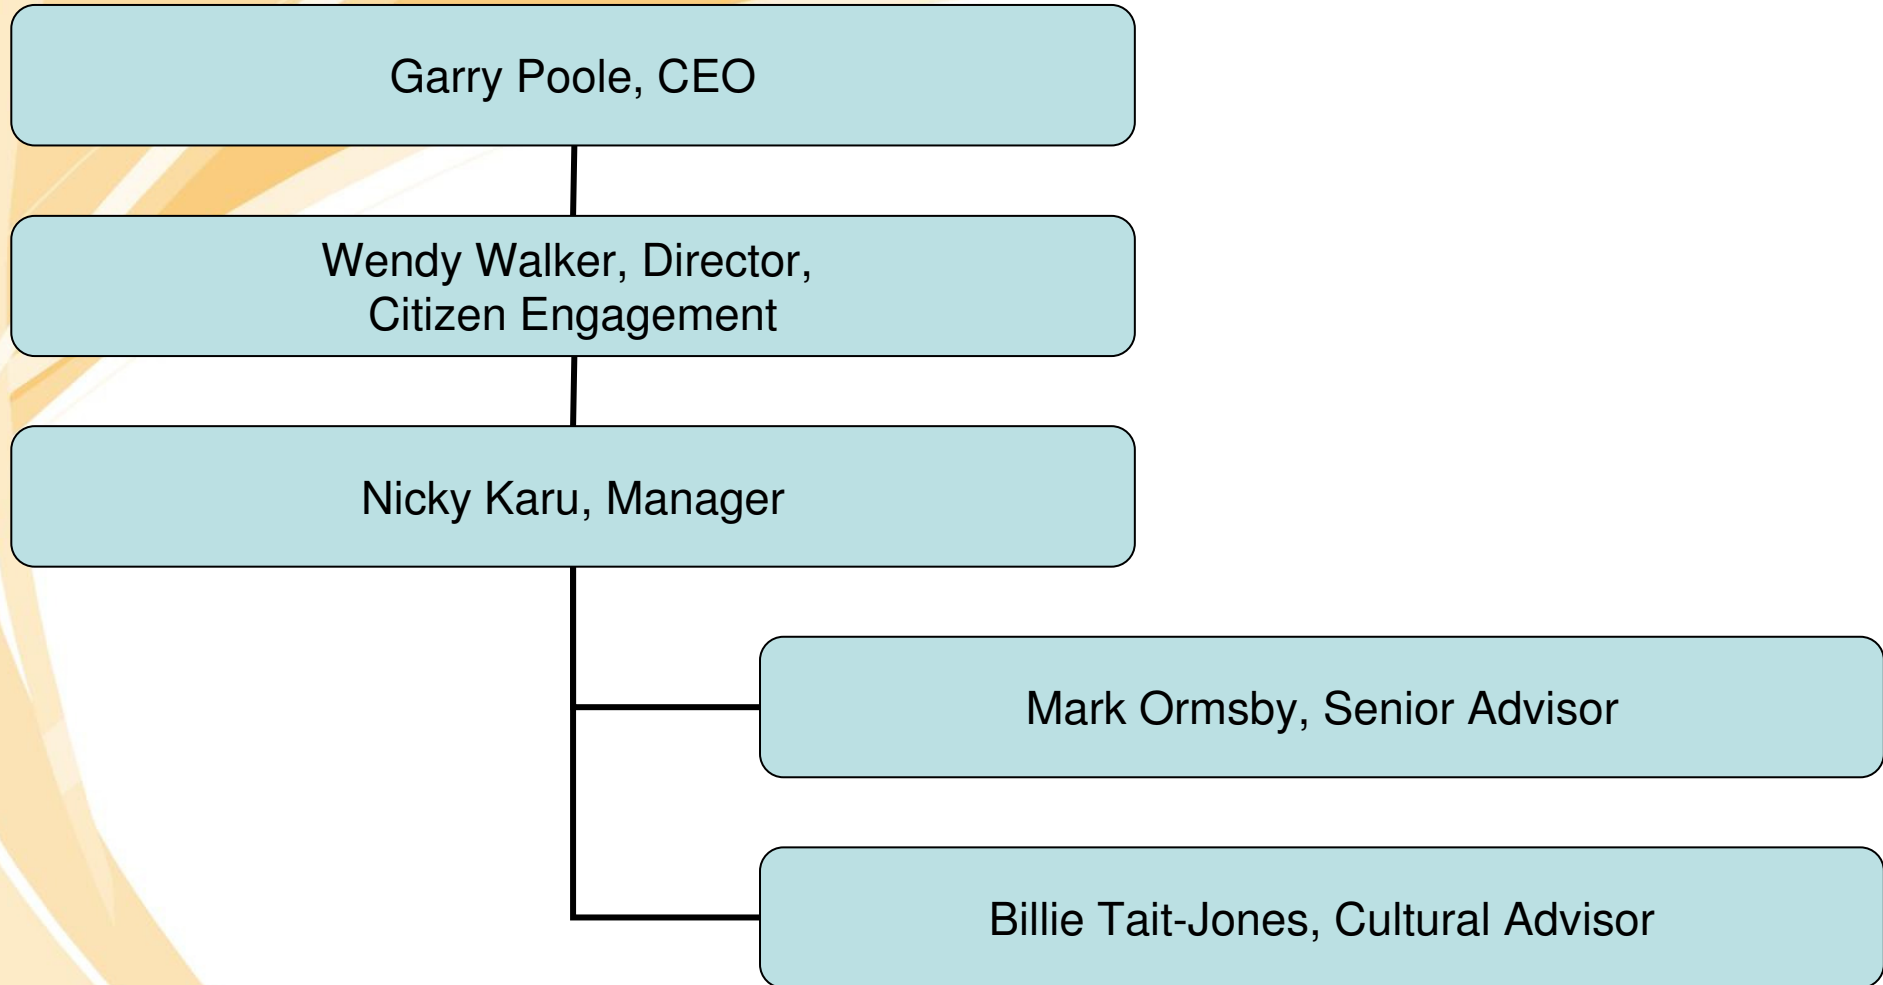 Garry Poole, CEO
Wendy Walker, Director,
Citizen Engagement
Nicky Karu, Manager
Mark Ormsby, Senior Advisor
Billie Tait-Jones, Cultural Advisor